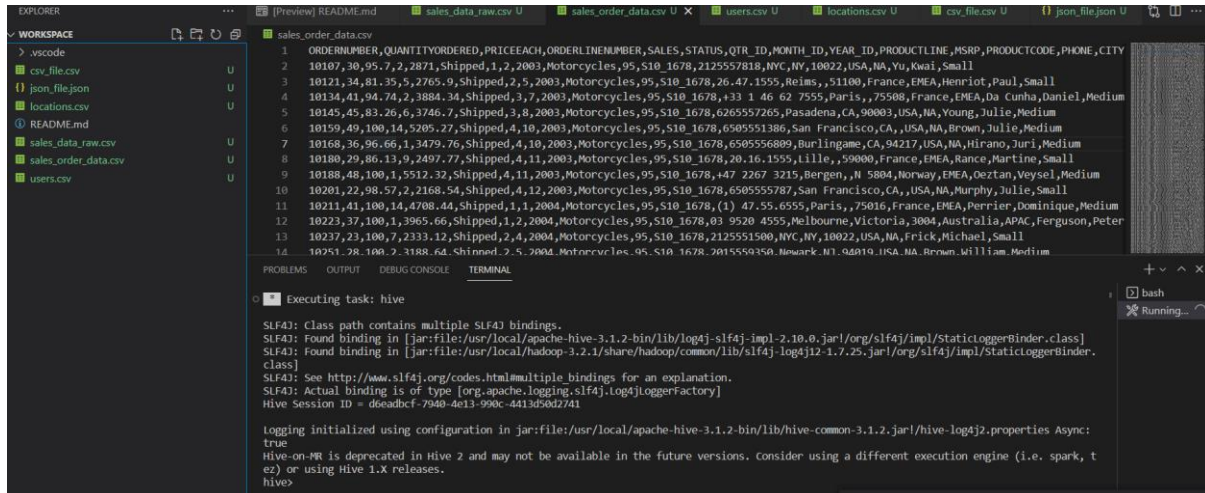 EXPLORER
...
[Preview] README.md
sales_data_raw.csv U
sales_order_data.csv U X
users.csv U
locations.csv U
csv_file.csv U
{} json_file.json U
...
WORKSPACE
> .vscode
csv_file.csv U
{} json_file.json U
locations.csv U
README.md
sales_data_raw.csv U
sales_order_data.csv U
users.csv U
sales_order_data.csv
1 ORDERNUMBER,QUANTITYORDERED,PRICEEACH,ORDERLINENUMBER,SALES,STATUS,QTR_ID,MONTH_ID,YEAR_ID,PRODUCTLINE,MSRP,PRODUCTCODE,PHONE,CITY
2 10107,30,95.7,2,2871,Shipped,1,2,2003,Motorcycles,95,S10_1678,2125557818,NYC,NY,10022,USA,NA,Yu,Kwai,Small
3 10121,34,81.35,5,2765.9,Shipped,2,5,2003,Motorcycles,95,S10_1678,26.47.1555,Reims,,51100,France,EMEA,Henriot,Paul,Small
4 10134,41,94.74,2,3884.34,Shipped,3,7,2003,Motorcycles,95,S10_1678,+33 1 46 62 7555,Paris,,75508,France,EMEA,Da Cunha,Daniel,Medium
5 10145,45,83.26,6,3746.7,Shipped,3,8,2003,Motorcycles,95,S10_1678,6265557265,Pasadena,CA,90003,USA,NA,Young,Julie,Medium
6 10159,49,100,14,5205.27,Shipped,4,10,2003,Motorcycles,95,S10_1678,6505551386,San Francisco,CA,,USA,NA,Brown,Julie,Medium
7 10168,36,96.66,1,3479.76,Shipped,4,10,2003,Motorcycles,95,S10_1678,6505556809,Burlingame,CA,94217,USA,NA,Hirano,Juri,Medium
8 10180,29,86.13,9,2497.77,Shipped,4,11,2003,Motorcycles,95,S10_1678,20.16.1555,Lille,,59000,France,EMEA,Rance,Martine,Small
9 10188,48,100,1,5512.32,Shipped,4,11,2003,Motorcycles,95,S10_1678,+47 2267 3215,Bergen,,N 5804,Norway,EMEA,Oeztan,Veysel,Medium
10 10201,22,98.57,2,2168.54,Shipped,4,12,2003,Motorcycles,95,S10_1678,6505555787,San Francisco,CA,,USA,NA,Murphy,Julie,Small
11 10211,41,100,14,4708.44,Shipped,1,1,2004,Motorcycles,95,S10_1678,(1) 47.55.6555,Paris,,75016,France,EMEA,Perrier,Dominique,Medium
12 10223,37,100,1,3965.66,Shipped,1,2,2004,Motorcycles,95,S10_1678,03 9520 4555,Melbourne,Victoria,3004,Australia,APAC,Ferguson,Peter
13 10237,23,100,7,2333.12,Shipped,2,4,2004,Motorcycles,95,S10_1678,2125551500,NYC,NY,10022,USA,NA,Frick,Michael,Small
14 10251,28,100,2,3188.64,Shipped,2,5,2004,Motorcycles,95,S10_1678,2015559350,Newark,NJ,94019,USA,NA,Brown,William,Medium
PROBLEMS OUTPUT DEBUG CONSOLE TERMINAL
bash
Running...
* Executing task: hive
SLF4J: Class path contains multiple SLF4J bindings.
SLF4J: Found binding in [jar:file:/usr/local/apache-hive-3.1.2-bin/lib/log4j-slf4j-impl-2.10.0.jar!/org/slf4j/impl/StaticLoggerBinder.class]
SLF4J: Found binding in [jar:file:/usr/local/hadoop-3.2.1/share/hadoop/common/lib/slf4j-log4j12-1.7.25.jar!/org/slf4j/impl/StaticLoggerBinder.
class]
SLF4J: See http://www.slf4j.org/codes.html#multiple_bindings for an explanation.
SLF4J: Actual binding is of type [org.apache.logging.slf4j.Log4jLoggerFactory]
Hive Session ID = d6eadbcf-7940-4e13-990c-4413d50d2741
Logging initialized using configuration in jar:file:/usr/local/apache-hive-3.1.2-bin/lib/hive-common-3.1.2.jar!/hive-log4j2.properties Async:
true
Hive-on-MR is deprecated in Hive 2 and may not be available in the future versions. Consider using a different execution engine (i.e. spark, t
ez) or using Hive 1.X releases.
hive>